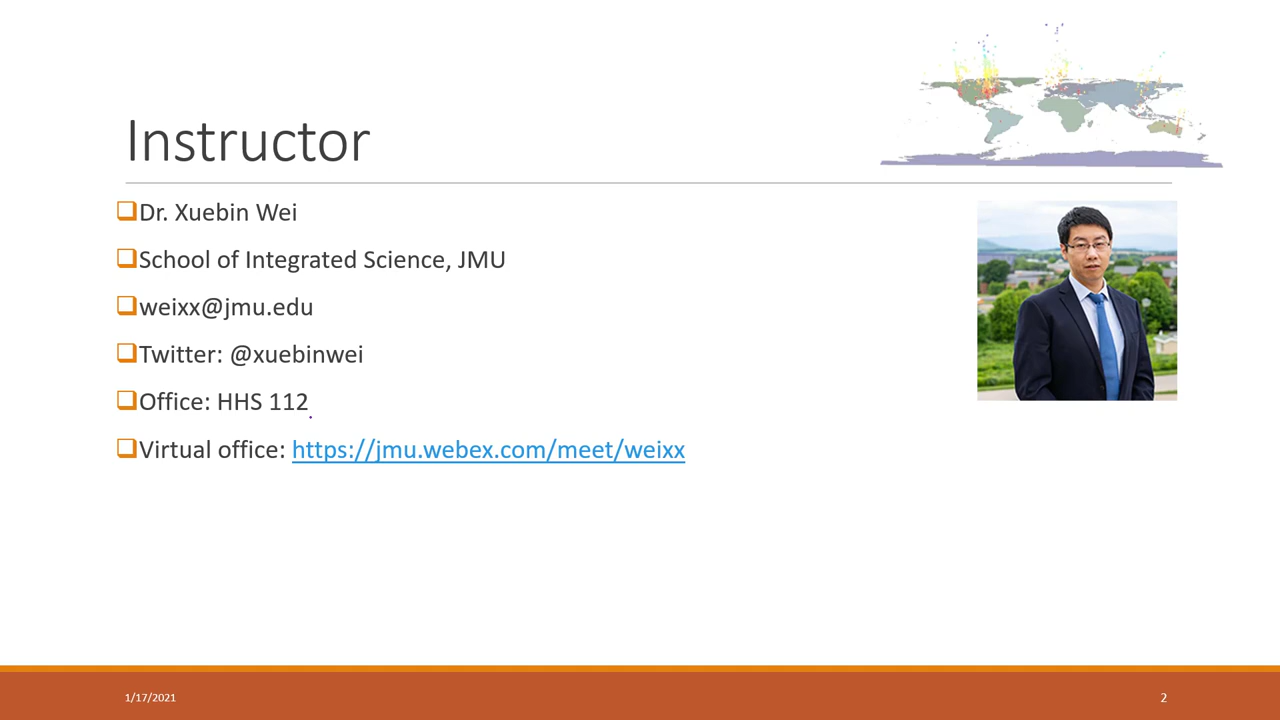 Instructor
Dr. Xuebin Wei
School of Integrated Science, JMU
weixx@jmu.edu
Twitter: @xuebinwei
Office: HHS 112
Virtual office: https://jmu.webex.com/meet/weixx
1/17/2021
2